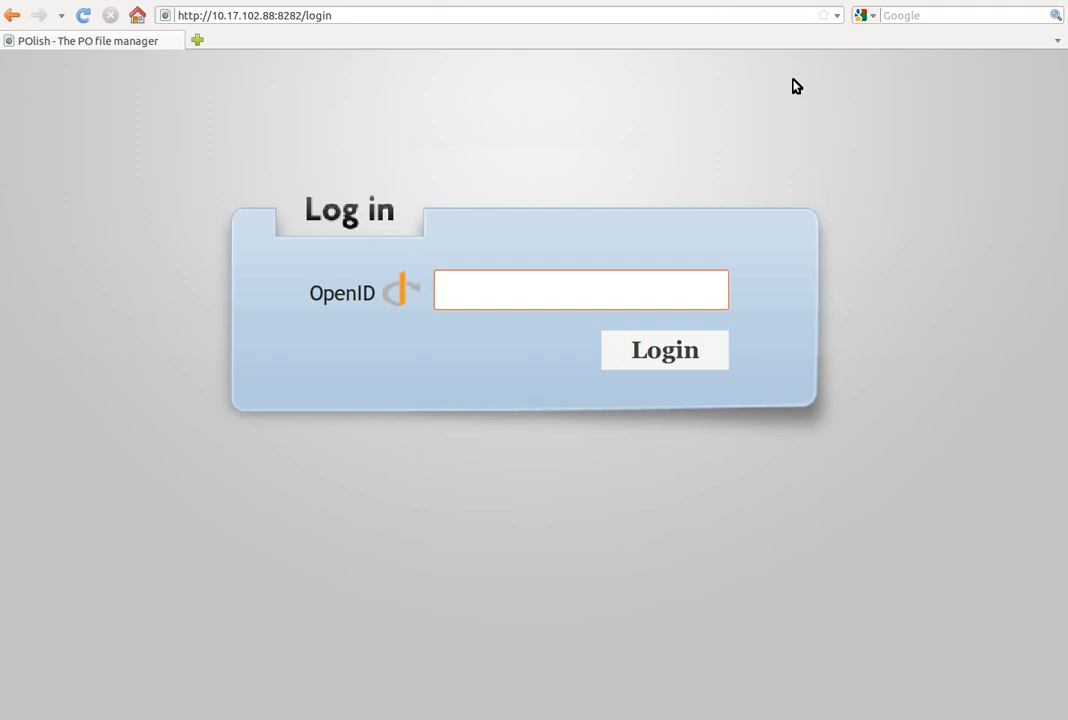 http://10.17.102.88:8282/login
Google
POlish - The PO file manager
Log in
OpenID
Login